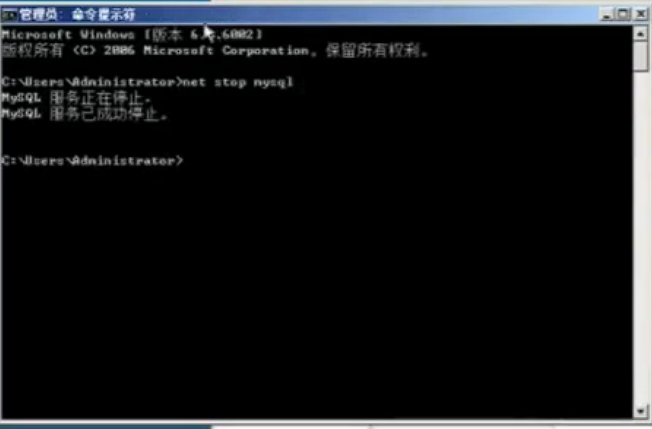 管理员: 命令提示符
Microsoft Windows [版本 6.0.6002]
版权所有 (C) 2006 Microsoft Corporation。保留所有权利。
C:\Users\Administrator>net stop mysql
MySQL 服务正在停止。
MySQL 服务已成功停止。
C:\Users\Administrator>